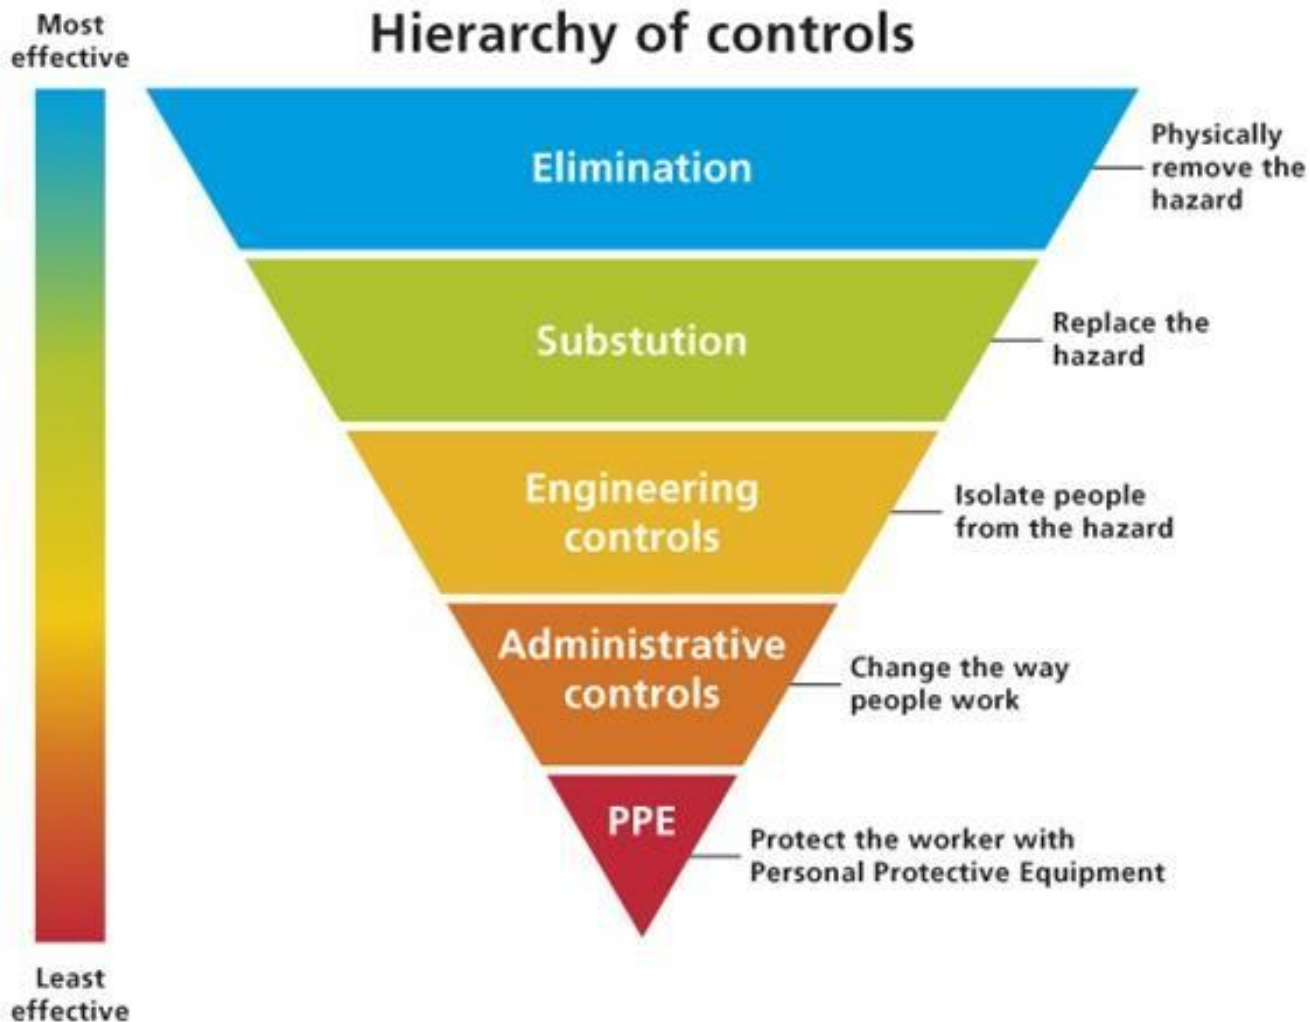 Most
effective
Hierarchy of controls
Elimination
Physically
remove the
hazard
Substution
Replace the
hazard
Engineering
controls
Isolate people
from the hazard
Administrative
controls
Change the way
people work
PPE
Protect the worker with
Personal Protective Equipment
Least
effective